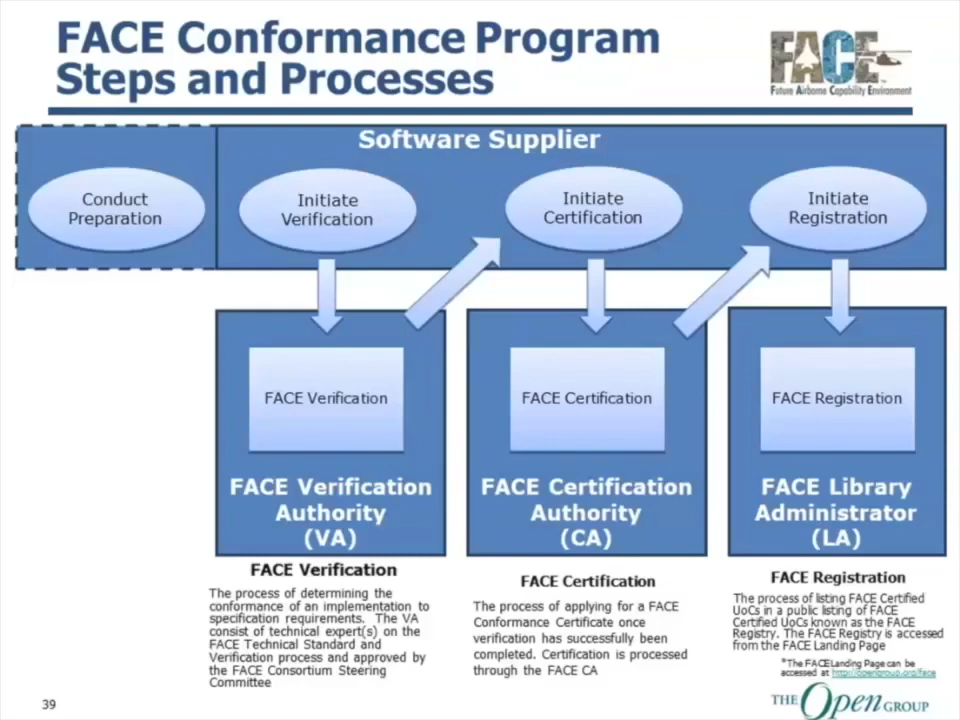 FACE Conformance Program
Steps and Processes
FACE
Future Airborne Capability Environment
Software Supplier
Conduct
Preparation
Initiate
Verification
Initiate
Certification
Initiate
Registration
FACE Verification
FACE Certification
FACE Registration
FACE Verification
Authority
(VA)
FACE Certification
Authority
(CA)
FACE Library
Administrator
(LA)
FACE Verification
The process of determining the
conformance of an implementation to
specification requirements. The VA
consist of technical expert(s) on the
FACE Technical Standard and
Verification process and approved by
the FACE Consortium Steering
Committee
FACE Certification
The process of applying for a FACE
Conformance Certificate once
verification has successfully been
completed. Certification is processed
through the FACE CA
FACE Registration
The process of listing FACE Certified
UoCs in a public listing of FACE
Certified UoCs known as the FACE
Registry. The FACE Registry is accessed
from the FACE Landing Page
*The FACE Landing Page can be
accessed at http://opengroup.org/face
39
THE Open GROUP